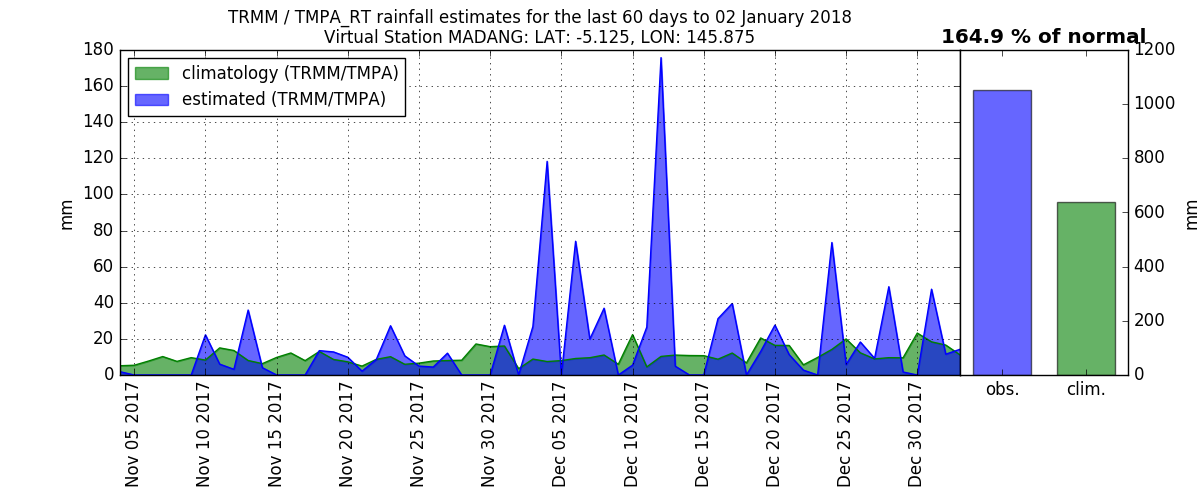 TRMM / TMPA_RT rainfall estimates for the last 60 days to 02 January 2018
Virtual Station MADANG: LAT: -5.125, LON: 145.875
164.9 % of normal
climatology (TRMM/TMPA)
estimated (TRMM/TMPA)
mm
180
160
140
120
100
80
60
40
20
0
Nov 05 2017
Nov 10 2017
Nov 15 2017
Nov 20 2017
Nov 25 2017
Nov 30 2017
Dec 05 2017
Dec 10 2017
Dec 15 2017
Dec 20 2017
Dec 25 2017
Dec 30 2017
obs.
clim.
1200
1000
800
600
400
200
0
mm